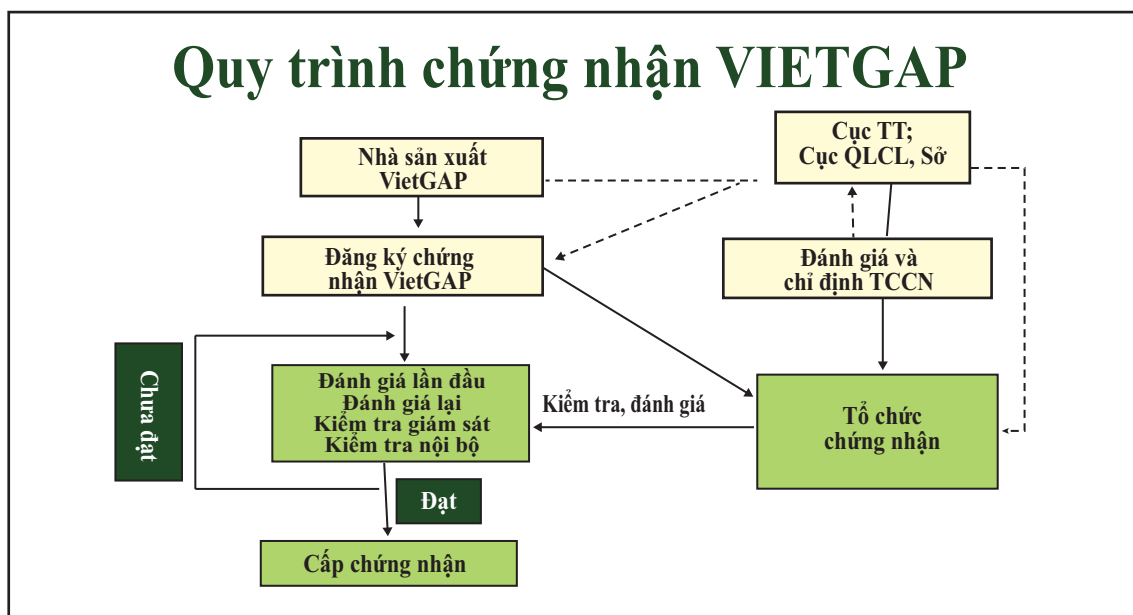 Quy trình chứng nhận VIETGAP
Nhà sản xuất
VietGAP
Cục TT;
Cục QLCL, Sở
Đăng ký chứng
nhận VietGAP
Đánh giá và
chỉ định TCCN
Chưa đạt
Đánh giá lần đầu
Đánh giá lại
Kiểm tra giám sát
Kiểm tra nội bộ
Kiểm tra, đánh giá
Tổ chức
chứng nhận
Đạt
Cấp chứng nhận